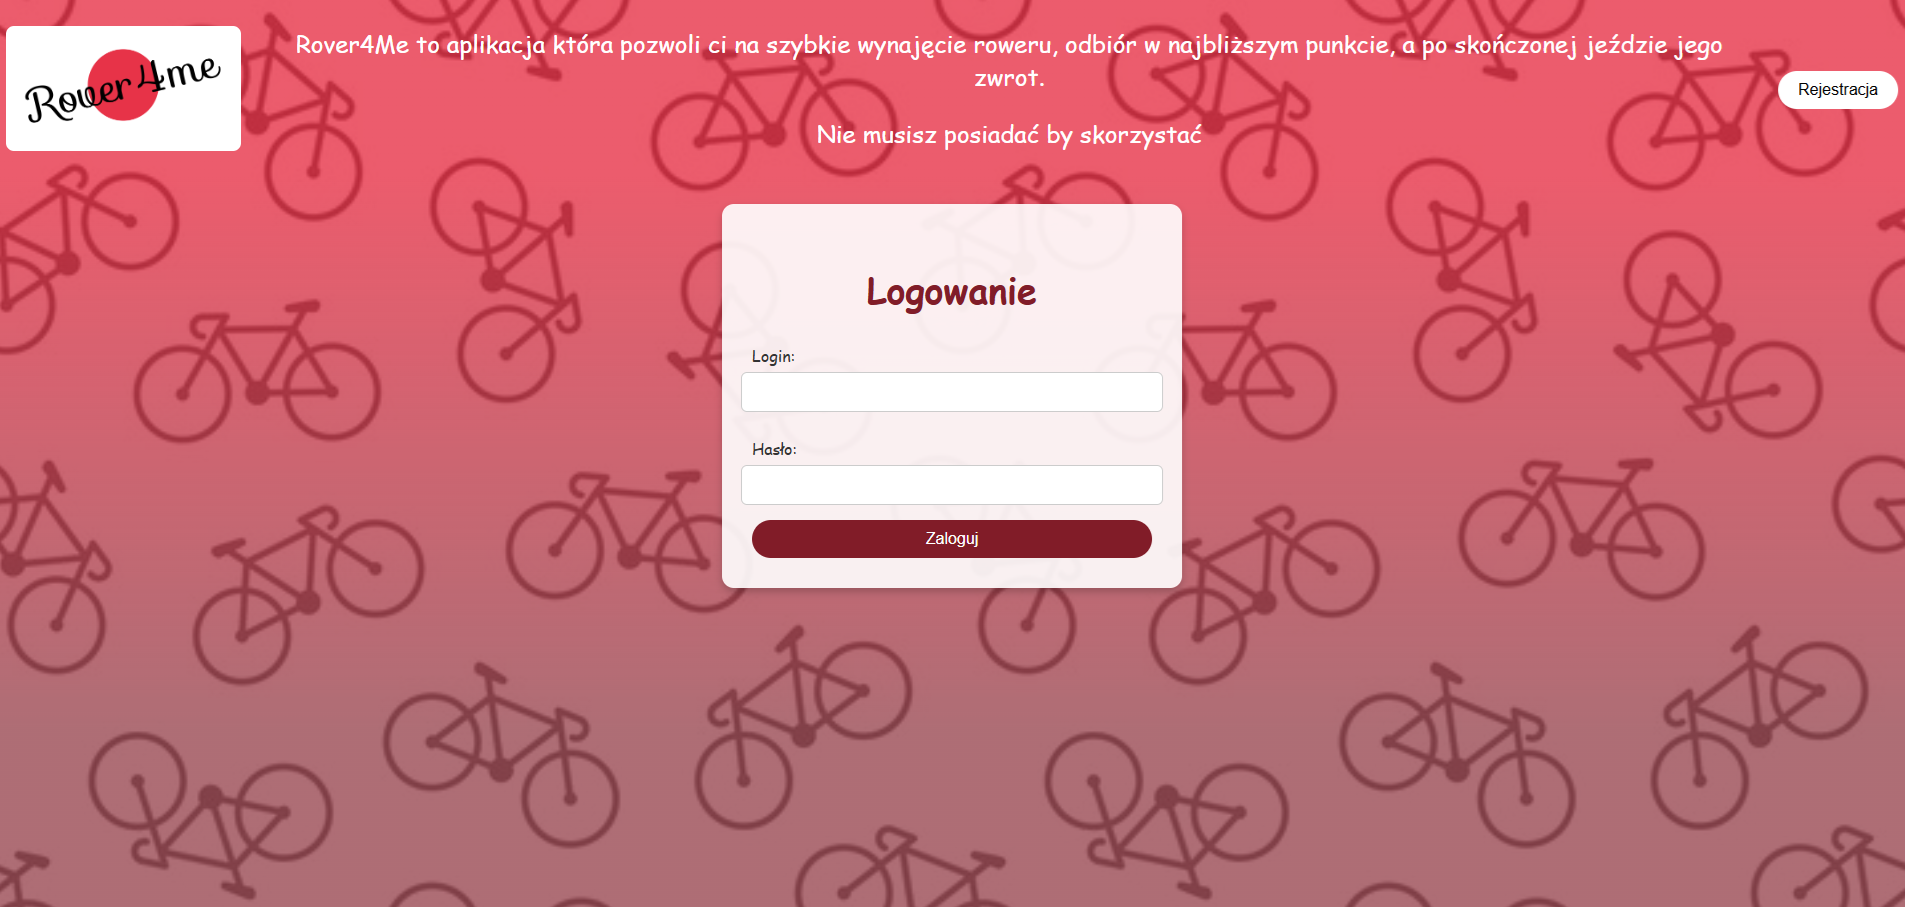 Rover4me
Rover4Me to aplikacja która pozwoli ci na szybkie wynajęcie roweru, odbiór w najbliższym punkcie, a po skończonej jeździe jego
zwrot.
Rejestracja
Nie musisz posiadać by skorzystać
Logowanie
Login:
Hasło:
Zaloguj